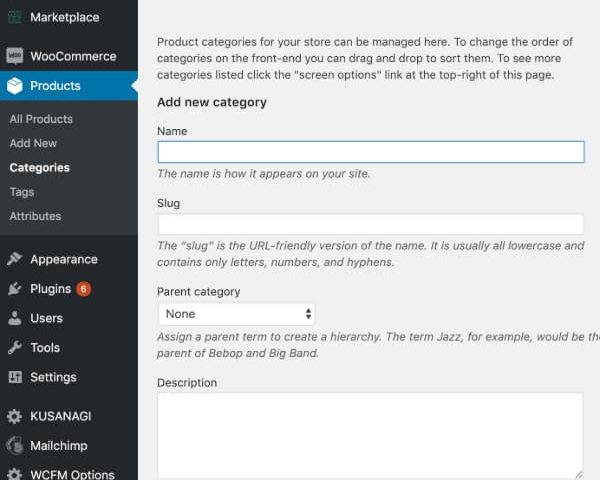 Marketplace
WooCommerce
Products
All Products
Add New
Categories
Tags
Attributes
Appearance
Plugins 6
Users
Tools
Settings
KUSANAGI
Mailchimp
WCFM Options
Product categories for your store can be managed here. To change the order of
categories on the front-end you can drag and drop to sort them. To see more
categories listed click the "screen options" link at the top-right of this page.
Add new category
Name
The name is how it appears on your site.
Slug
The “slug” is the URL-friendly version of the name. It is usually all lowercase and
contains only letters, numbers, and hyphens.
Parent category
None
Assign a parent term to create a hierarchy. The term Jazz, for example, would be the
parent of Bebop and Big Band.
Description